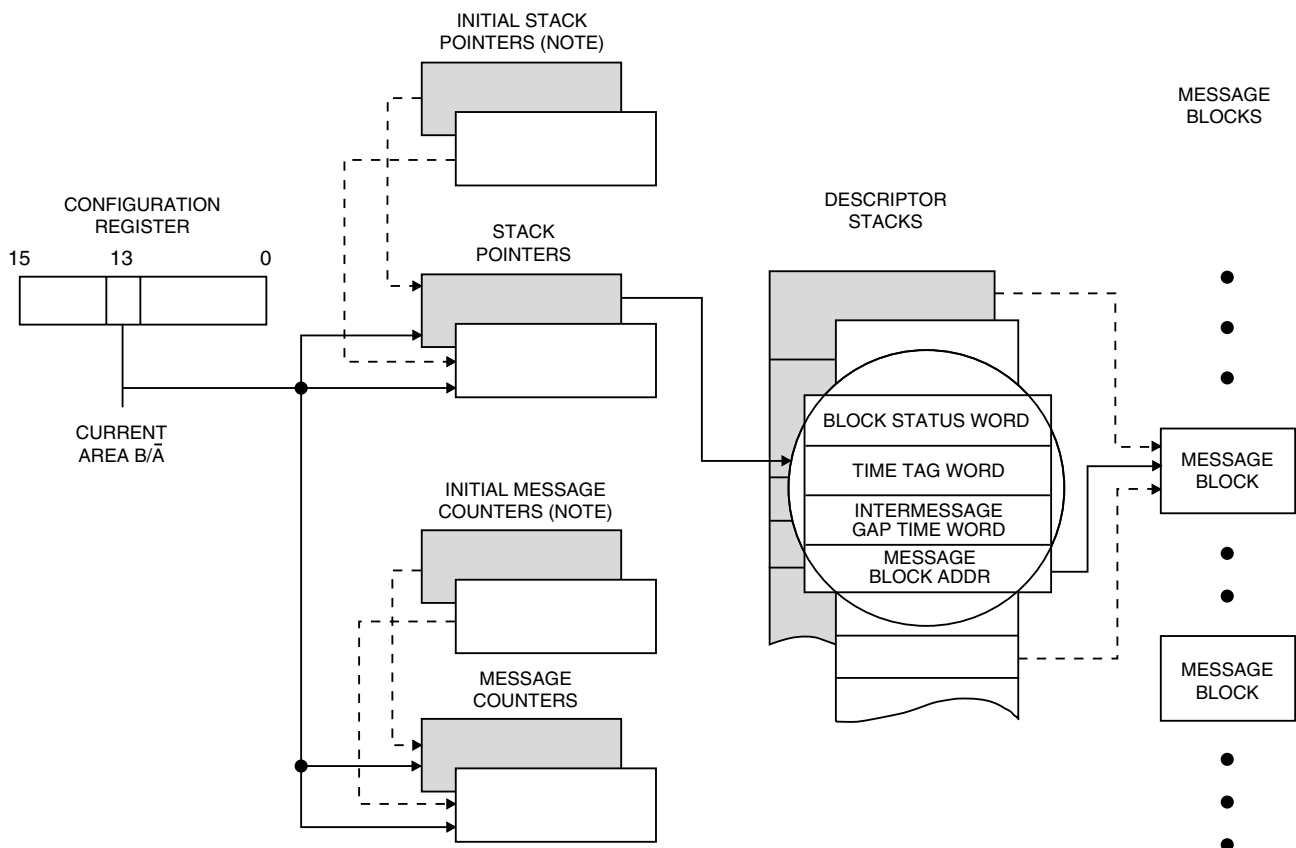 INITIAL STACK
POINTERS (NOTE)
MESSAGE
BLOCKS
CONFIGURATION
REGISTER
15 13 0
STACK
POINTERS
DESCRIPTOR
STACKS
CURRENT
AREA B/A̅
BLOCK STATUS WORD
TIME TAG WORD
INTERMESSAGE
GAP TIME WORD
MESSAGE
BLOCK ADDR
MESSAGE
BLOCK
INITIAL MESSAGE
COUNTERS (NOTE)
MESSAGE
COUNTERS
MESSAGE
BLOCK